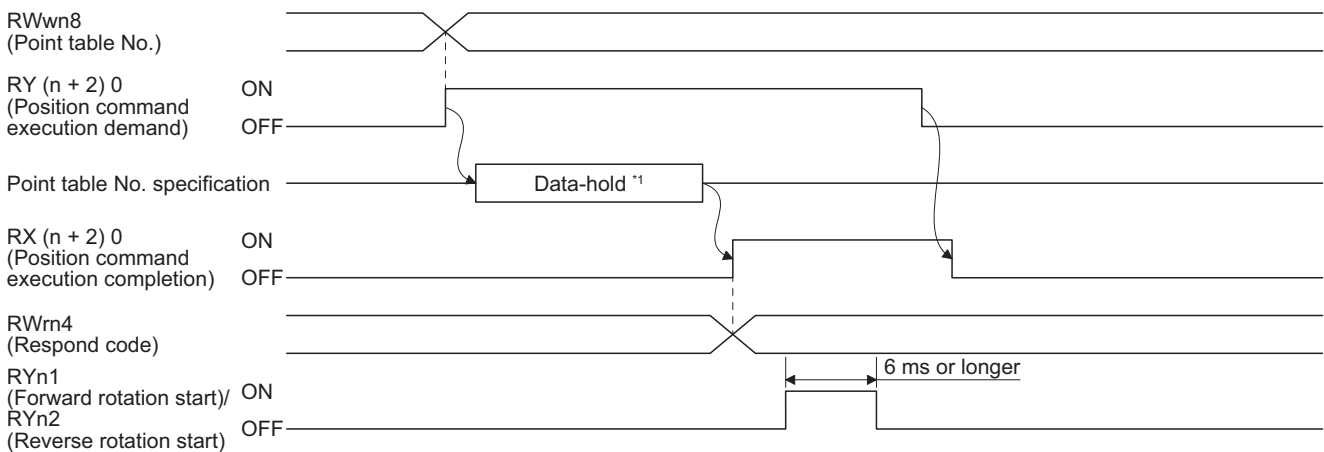 RWwn8
(Point table No.)
RY (n + 2) 0
(Position command
execution demand)
ON
OFF
Point table No. specification
Data-hold *1
RX (n + 2) 0
(Position command
execution completion)
ON
OFF
RWrn4
(Respond code)
RYn1
(Forward rotation start)/
RYn2
(Reverse rotation start)
ON
OFF
6 ms or longer